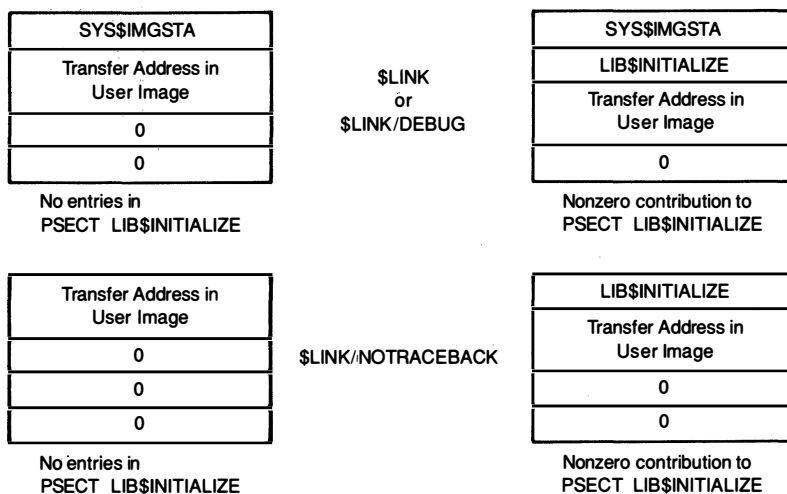 SYS$IMGSTA
Transfer Address in
User Image
0
0
No entries in
PSECT LIB$INITIALIZE
$LINK
or
$LINK/DEBUG
SYS$IMGSTA
LIB$INITIALIZE
Transfer Address in
User Image
0
Nonzero contribution to
PSECT LIB$INITIALIZE
Transfer Address in
User Image
0
0
0
No entries in
PSECT LIB$INITIALIZE
$LINK/NOTRACEBACK
LIB$INITIALIZE
Transfer Address in
User Image
0
0
Nonzero contribution to
PSECT LIB$INITIALIZE